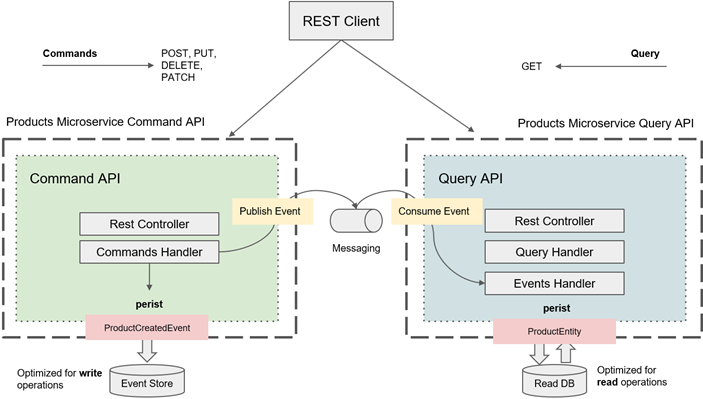 REST Client
Commands
POST, PUT,
DELETE,
PATCH
Query
GET
Products Microservice Command API
Products Microservice Query API
Command API
Query API
Publish Event
Consume Event
Messaging
Rest Controller
Commands Handler
perist
ProductCreatedEvent
Rest Controller
Query Handler
Events Handler
perist
ProductEntity
Optimized for write
operations
Event Store
Read DB
Optimized for
read operations